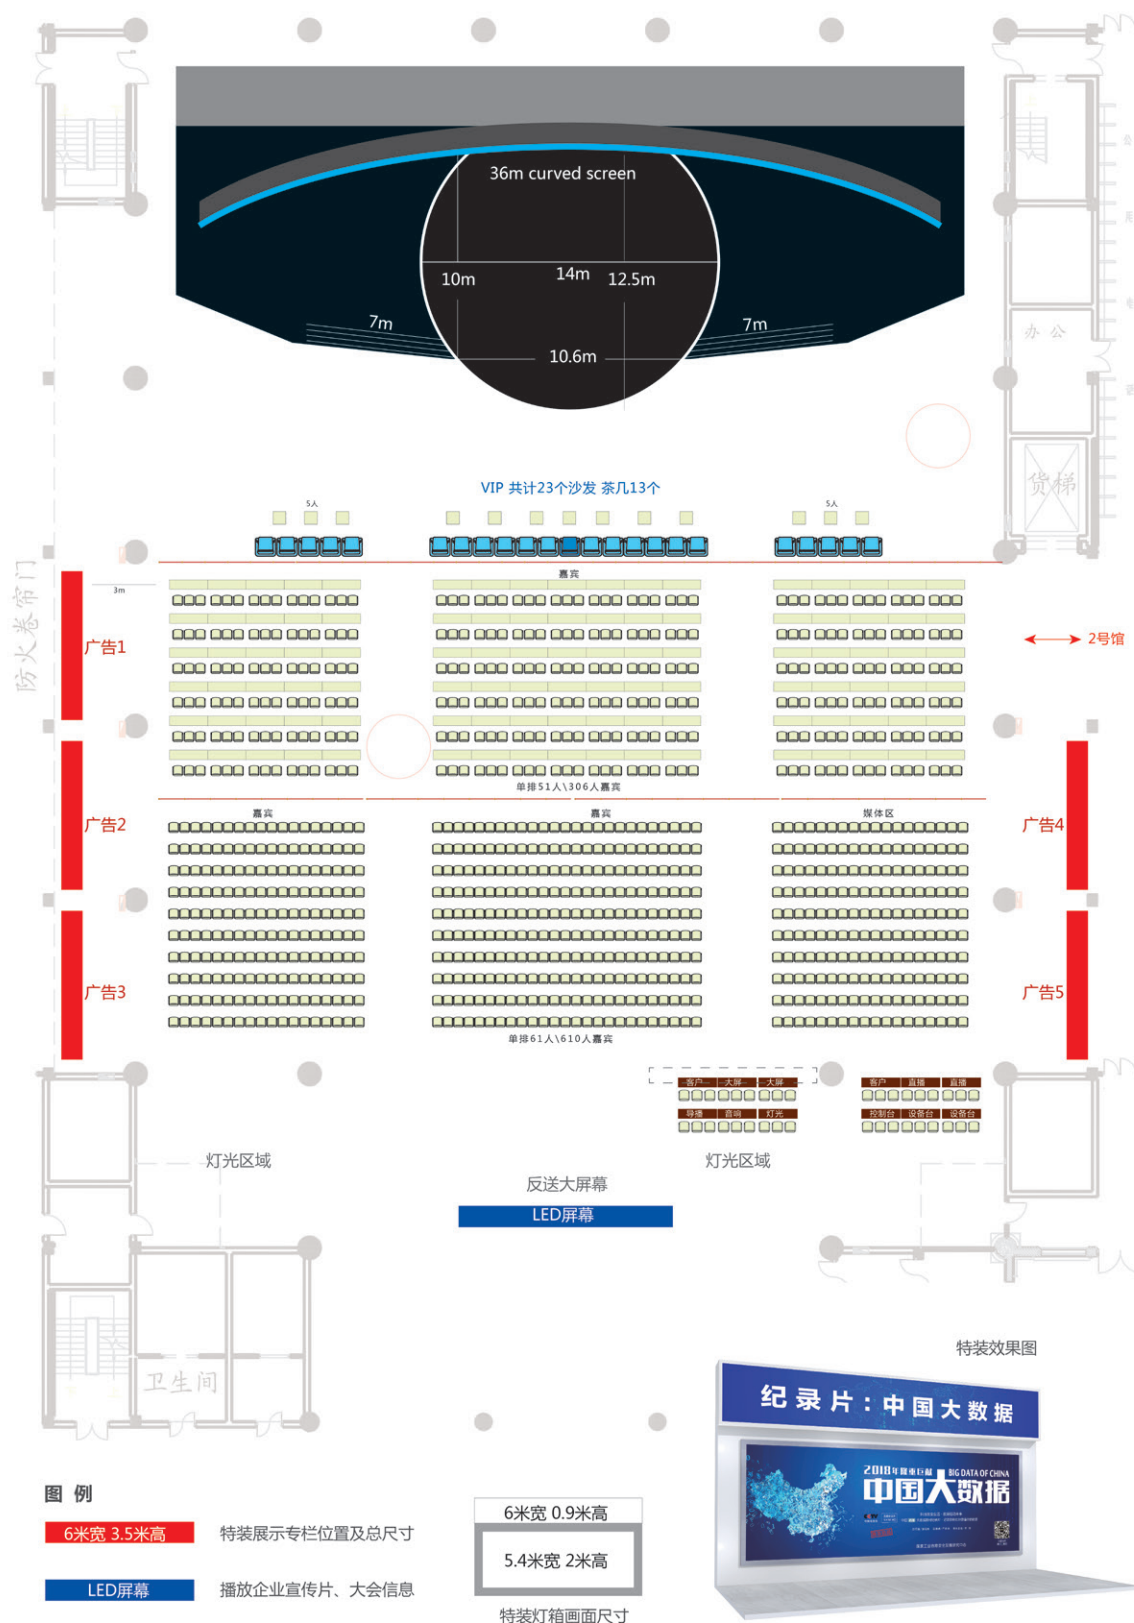 36m curved screen
10m
14m
12.5m
7m
7m
10.6m
办公
货梯
VIP 共计23个沙发 茶几13个
5人
5人
嘉宾
3m
防火卷帘门
广告1
2号馆
单排51人\306人嘉宾
嘉宾
嘉宾
媒体区
广告2
广告4
广告3
广告5
单排61人\610人嘉宾
客户 大屏 大屏
客户 直播 直播
导播 音响 灯光
控制台 设备台 设备台
灯光区域
灯光区域
反送大屏幕
LED屏幕
卫生间
特装效果图
纪录片:中国大数据
2018年隆重巨献
BIG DATA OF CHINA
中国大数据
图例
6米宽 3.5米高
特装展示专栏位置及总尺寸
LED屏幕
播放企业宣传片、大会信息
6米宽 0.9米高
5.4米宽 2米高
特装灯箱画面尺寸